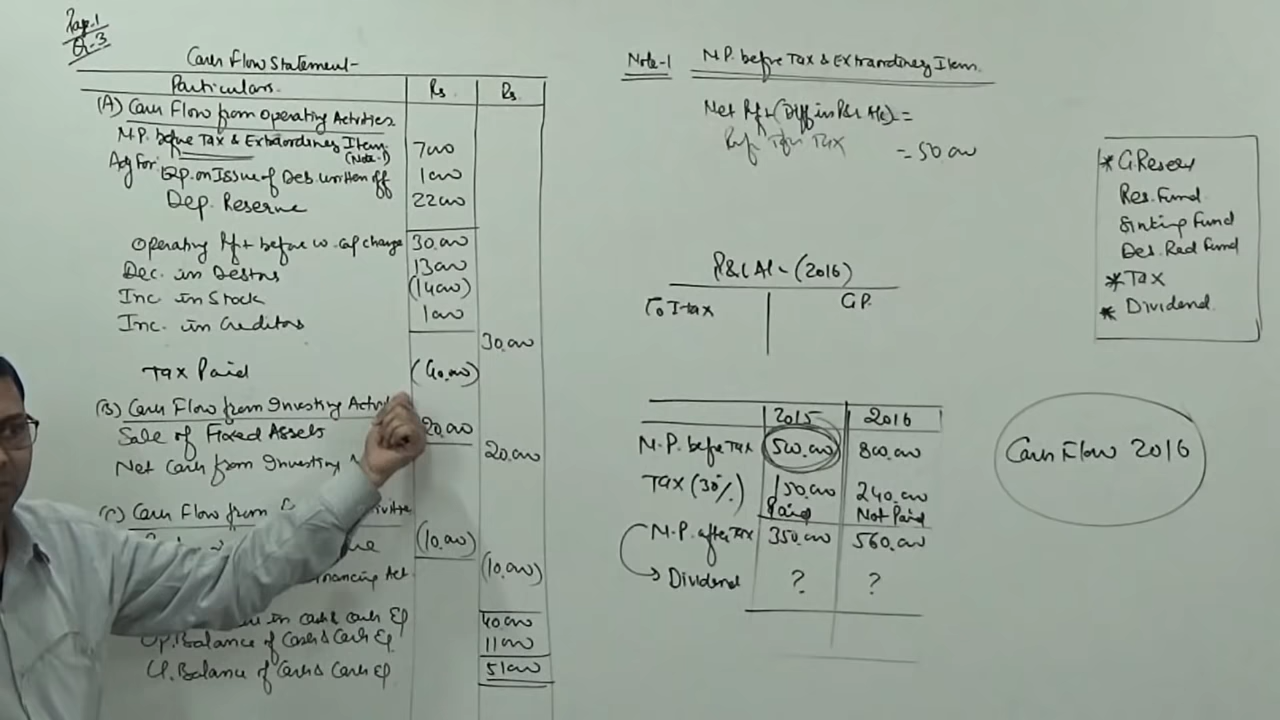 Pap.1
Q.3
Cash Flow Statement-
Particulars.
Rs.
Rs.
(A) Cash Flow from Operating Activities
N.P. before Tax & Extraordinary Item
(Note-1)
7000
Adj For:
Exp. on Issue of Deb. written off
1000
Dep. Reserve
22000
Operating Pft before w. cap change
30,000
Dec. in Debtors
13000
Inc. in Stock
(14000)
Inc. in Creditors
1000
30,000
Tax Paid
(40,000)
(B) Cash Flow from Investing
Sale of Fixed Assets
20,000
Net Cash from Investing
20,000
(C) Cash Flow from
(10,000)
Financing Act.
(10,000)
in cash & cash Eq
40,000
Op. Balance of Cash & Cash Eq
11000
Cl. Balance of Cash & Cash Eq
51000
Note-1
N.P. before Tax & Extraordinary Item.
Net Pft (Diff in P&L A/c) =
Tax
= 50,000
P&L A/c - (2016)
To I-tax
G.P.
2015
2016
N.P. before Tax
500,000
800,000
Tax (30%)
150,000
240,000
Paid
Not Paid
N.P. after Tax
350,000
560,000
Dividend
?
?
* G.Reserv
Res. Fund
Sinking Fund
Deb. Red Fund
* Tax
* Dividend
Cash Flow 2016